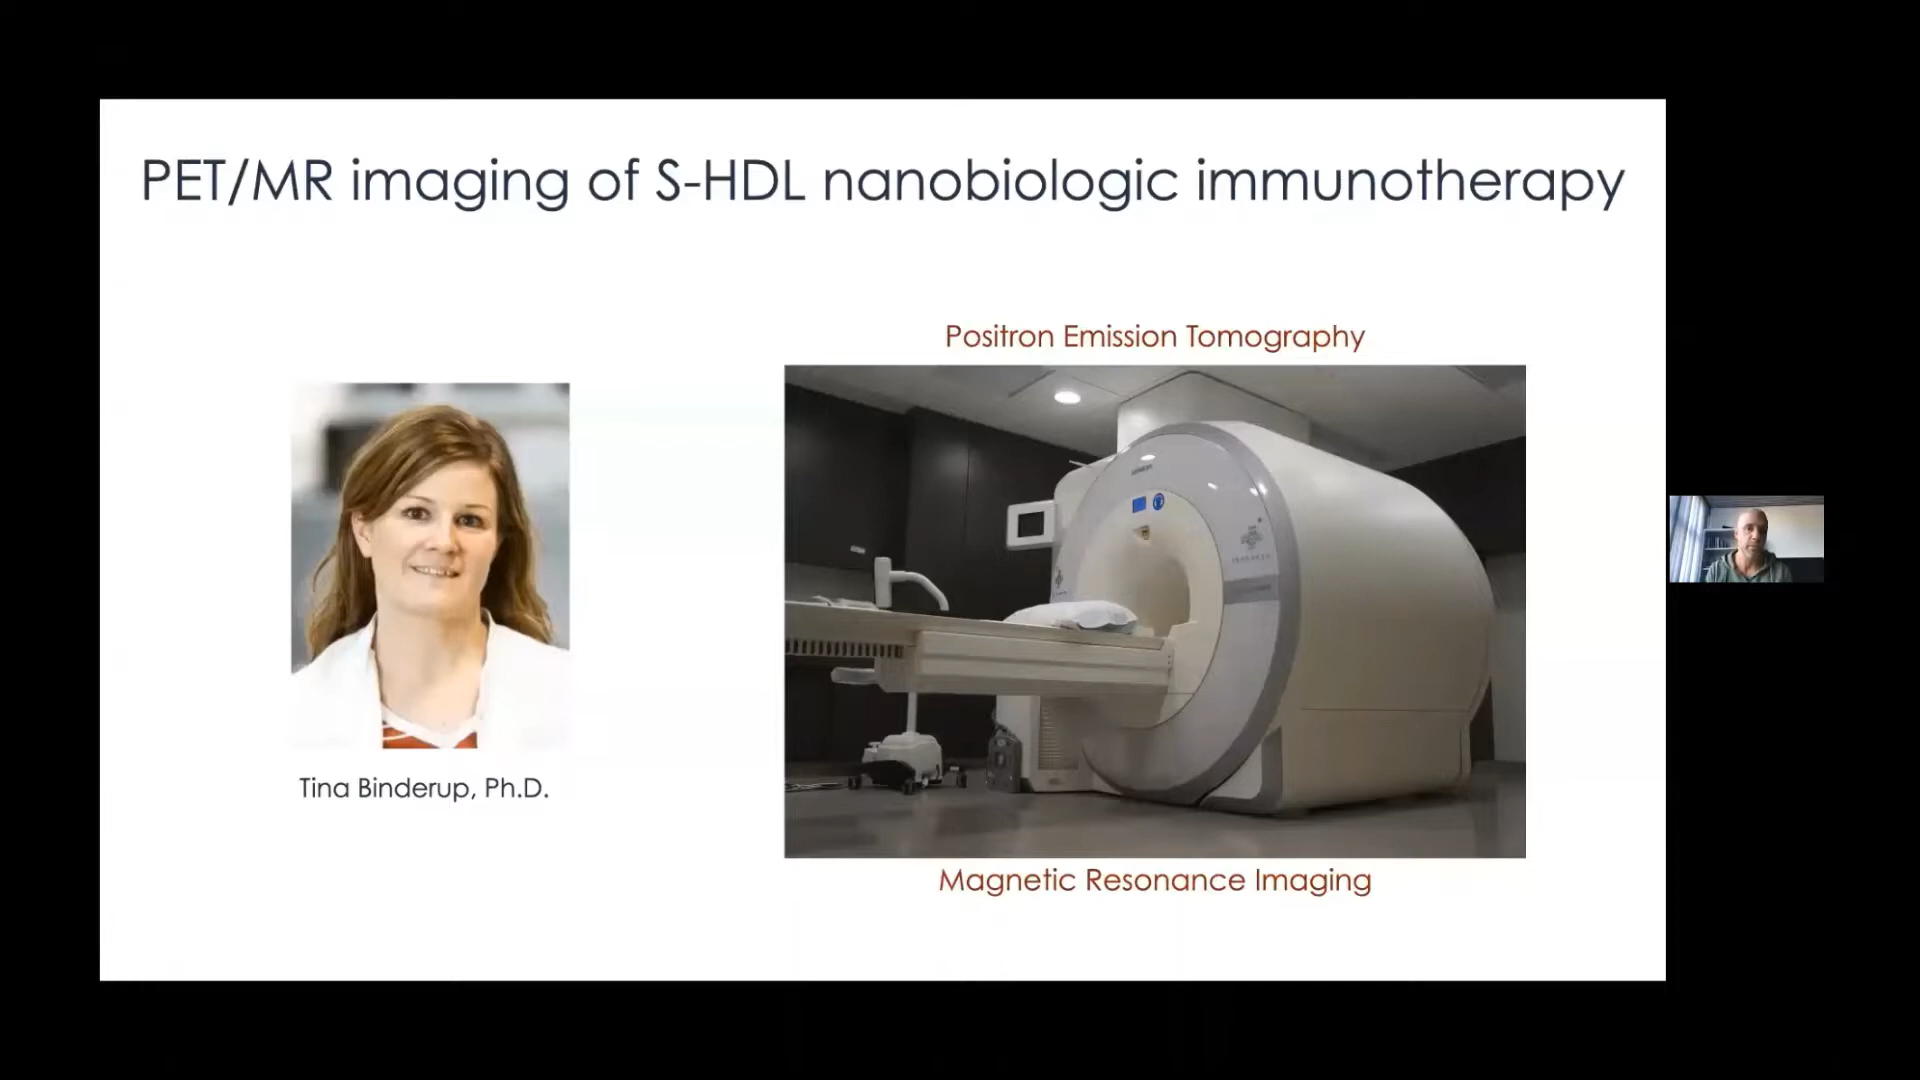 PET/MR imaging of S-HDL nanobiologic immunotherapy
Positron Emission Tomography
Tina Binderup, Ph.D.
Magnetic Resonance Imaging